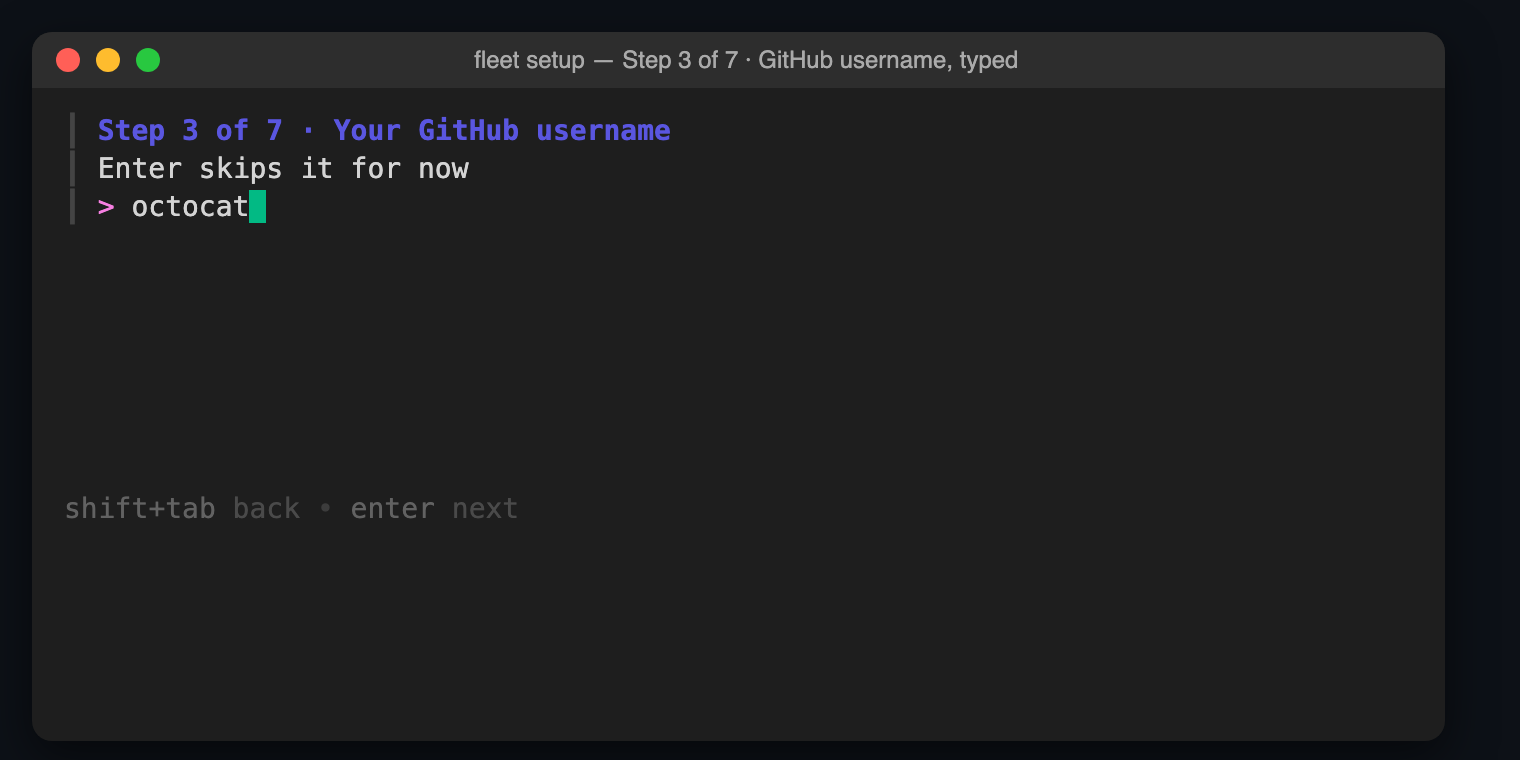 fleet setup — Step 3 of 7 · GitHub username, typed
Step 3 of 7 · Your GitHub username
Enter skips it for now
> octocat
shift+tab back • enter next